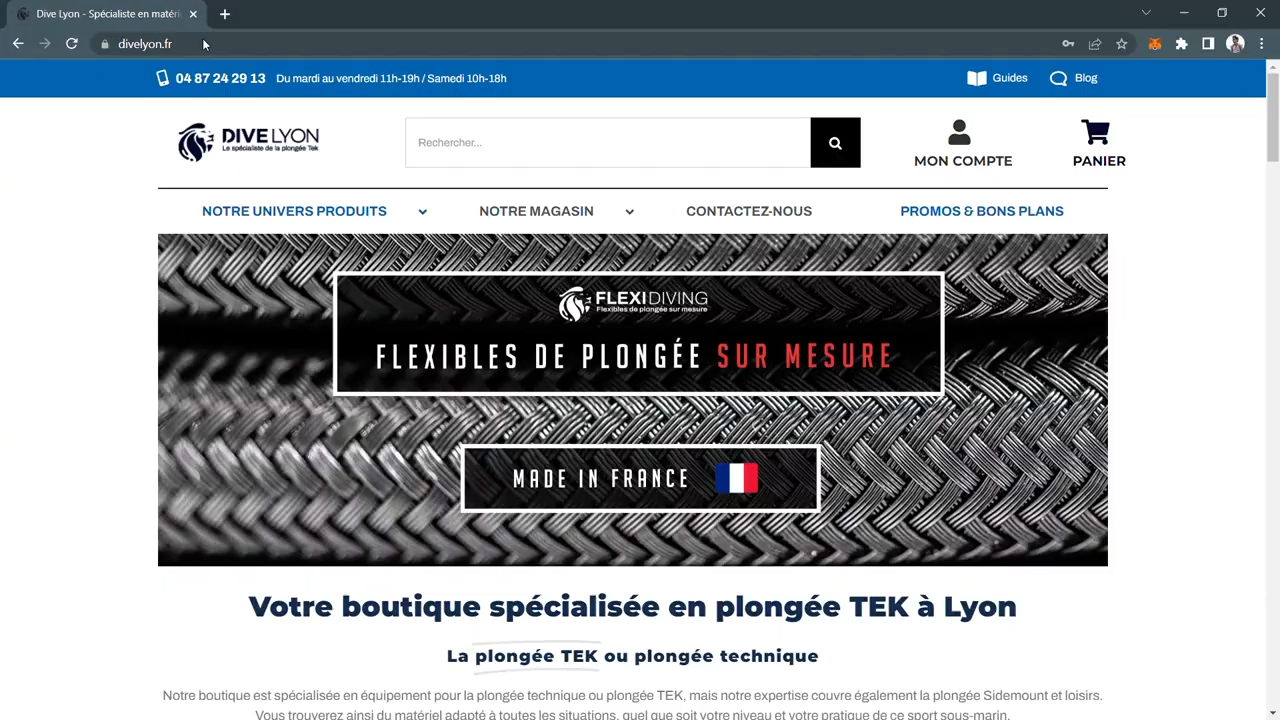 Dive Lyon - Spécialiste en matéri
divelyon.fr
04 87 24 29 13 Du mardi au vendredi 11h-19h / Samedi 10h-18h
Guides
Blog
DIVE LYON
Le spécialiste de la plongée Tek
Rechercher...
MON COMPTE
PANIER
NOTRE UNIVERS PRODUITS
NOTRE MAGASIN
CONTACTEZ-NOUS
PROMOS & BONS PLANS
FLEXIDIVING
Flexibles de plongée sur mesure
FLEXIBLES DE PLONGÉE SUR MESURE
MADE IN FRANCE
Votre boutique spécialisée en plongée TEK à Lyon
La plongée TEK ou plongée technique
Notre boutique est spécialisée en équipement pour la plongée technique ou plongée TEK, mais notre expertise couvre également la plongée Sidemount et loisirs.
Vous trouverez ainsi du matériel adapté à toutes les situations, quel que soit votre niveau et votre pratique de ce sport sous-marin.